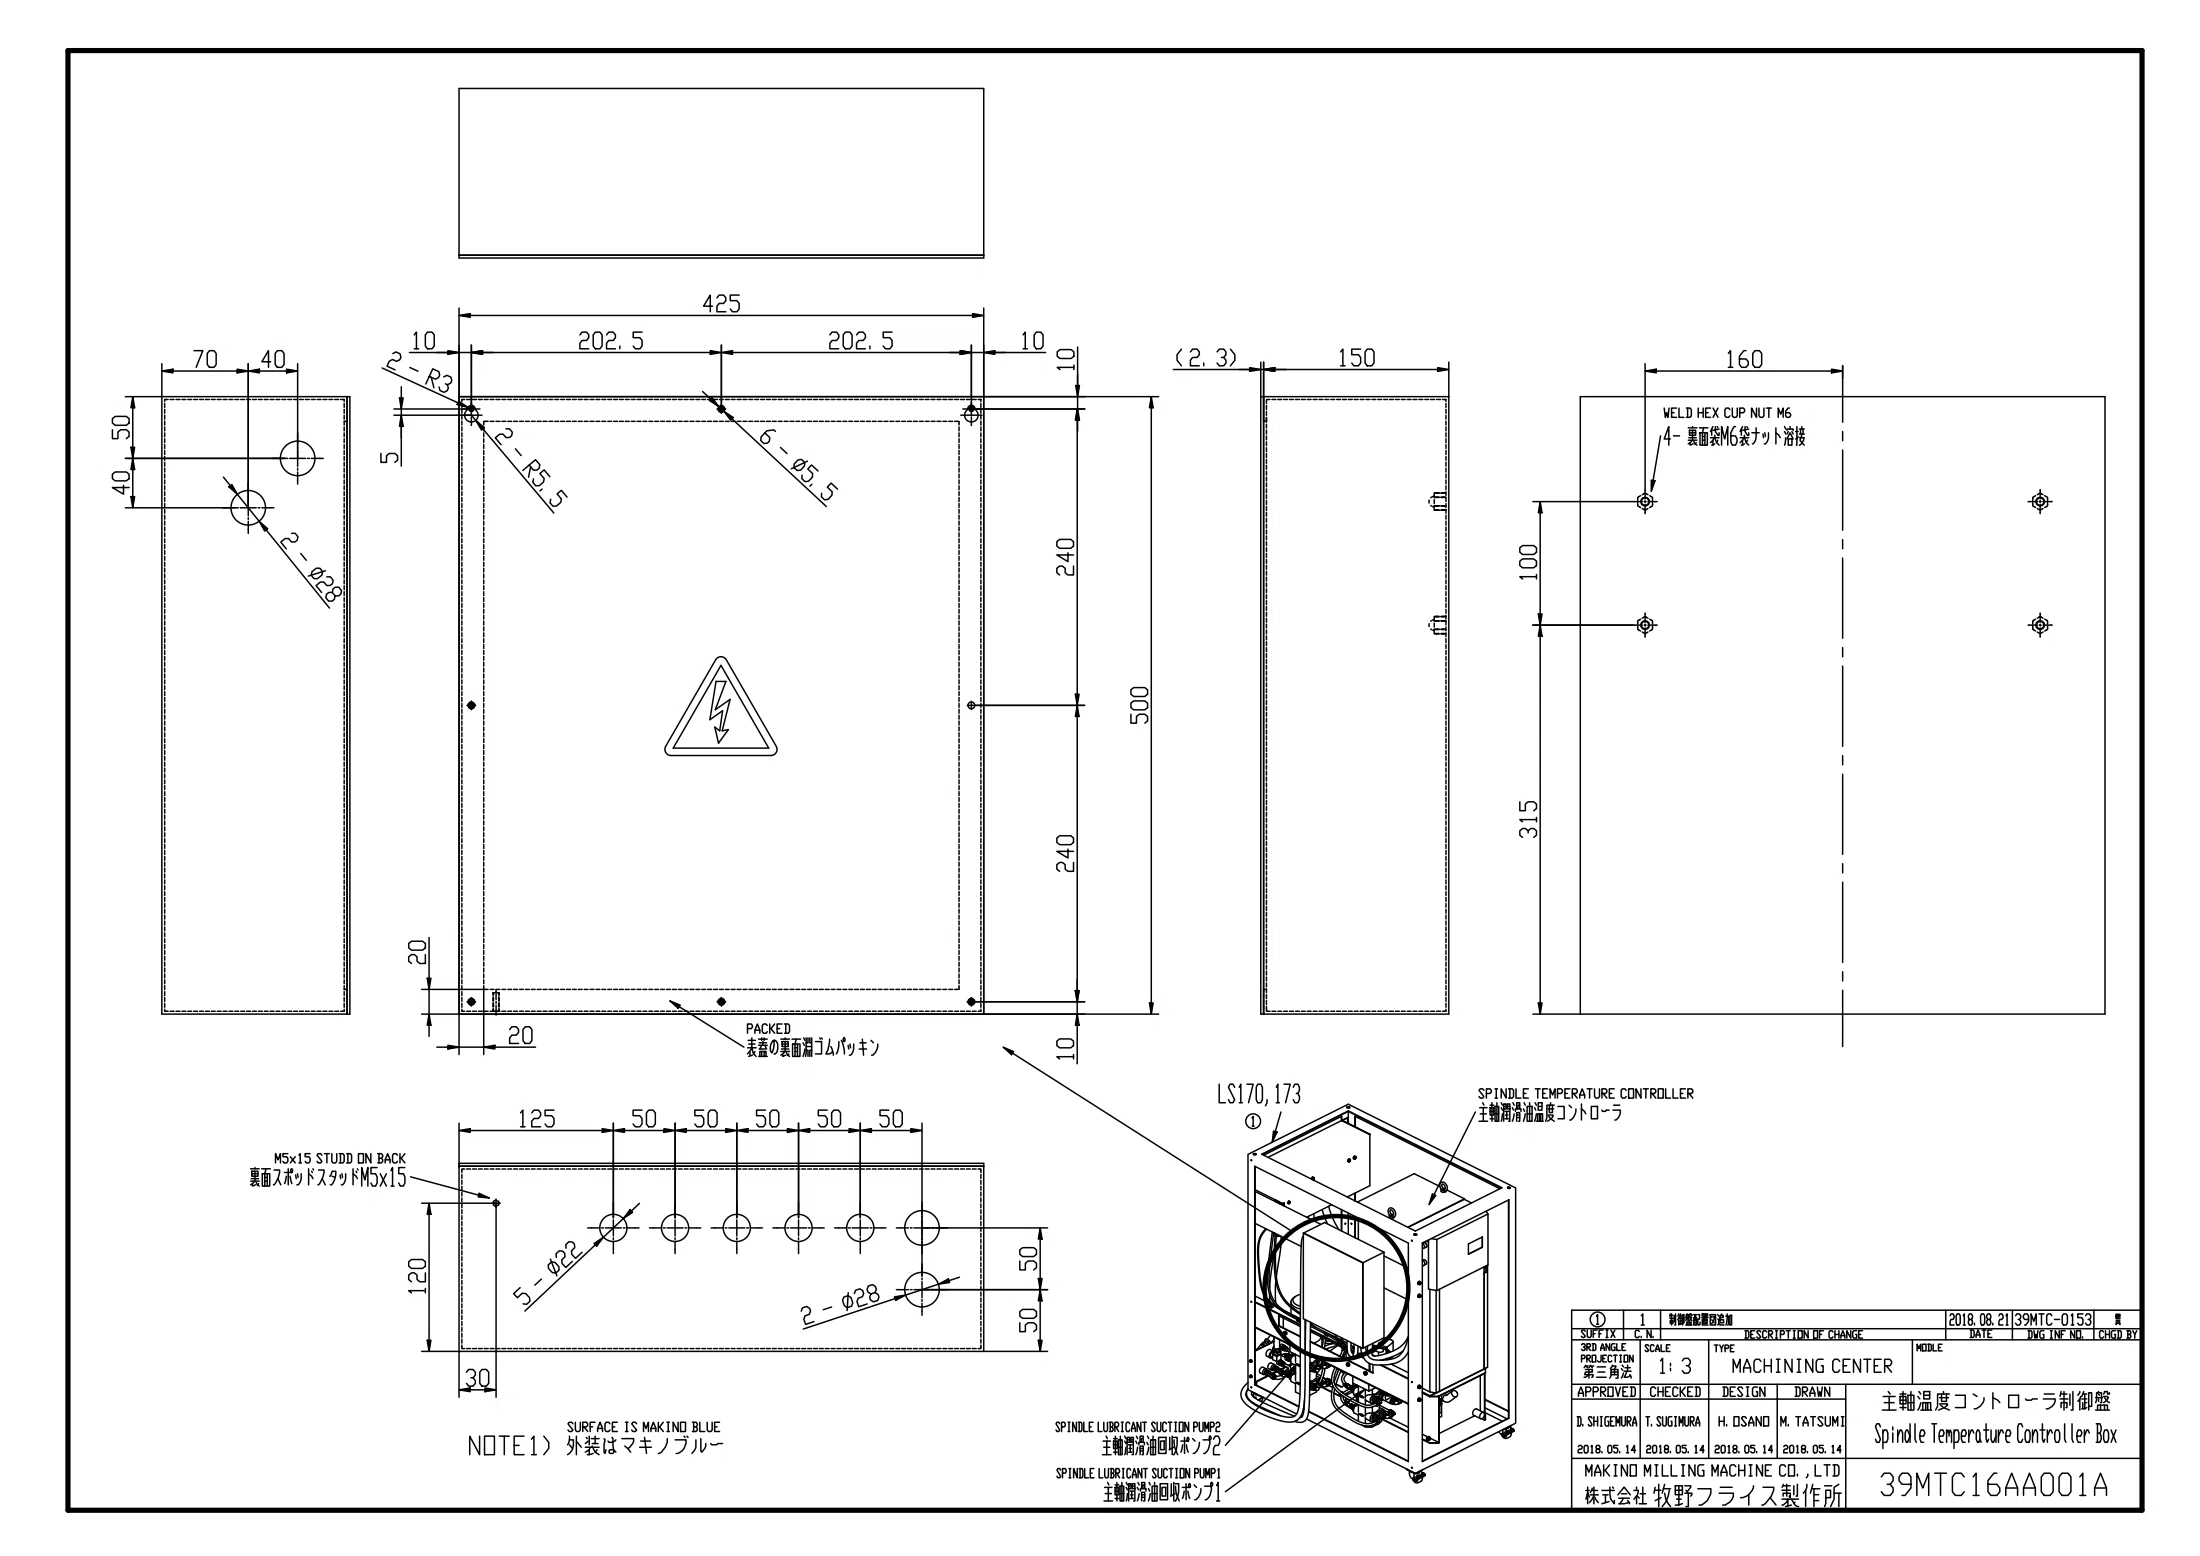 425
10
202.5
202.5
10
10
2-R3
5
2-R5.5
6-ø5.5
70
40
50
40
2-ø28
240
500
240
10
20
20
PACKED
表蓋の裏面淵ゴムパッキン
(2.3)
150
160
WELD HEX CUP NUT M6
4- 裏面袋M6袋ナット溶接
100
315
125
50
50
50
50
50
M5x15 STUDD ON BACK
裏面スポッドスタッドM5x15
5-ø22
2-ø28
120
50
50
30
SURFACE IS MAKINO BLUE
NOTE1) 外装はマキノブルー
LS170,173
①
SPINDLE TEMPERATURE CONTROLLER
主軸潤滑油温度コントローラ
SPINDLE LUBRICANT SUCTION PUMP2
主軸潤滑油回収ポンプ2
SPINDLE LUBRICANT SUCTION PUMP1
主軸潤滑油回収ポンプ1
① 1 制御盤配置図追加 2018.08.21 39MTC-0153
SUFFIX C.N. DESCRIPTION OF CHANGE DATE DWG INF NO. CHGD BY
3RD ANGLE PROJECTION
第三角法
SCALE
1:3
TYPE
MACHINING CENTER
MODLE
APPROVED CHECKED DESIGN DRAWN
D. SHIGEMURA T. SUGIMURA H. OSANO M. TATSUMI
2018.05.14 2018.05.14 2018.05.14 2018.05.14
主軸温度コントローラ制御盤
Spindle Temperature Controller Box
MAKINO MILLING MACHINE CO.,LTD
株式会社 牧野フライス製作所
39MTC16AA001A